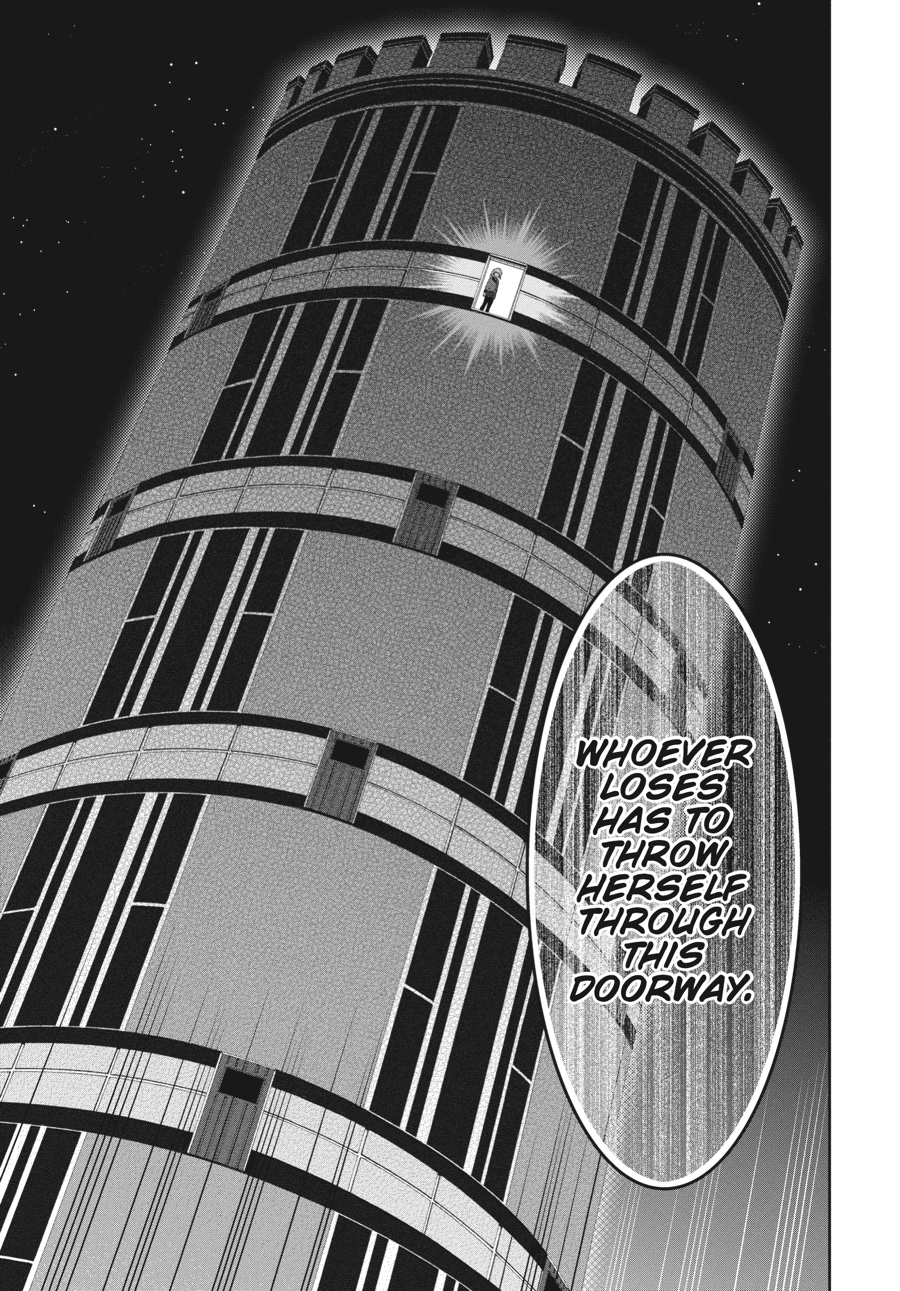 WHOEVER
LOSES
HAS TO
THROW
HERSELF
THROUGH
THIS
DOORWAY.